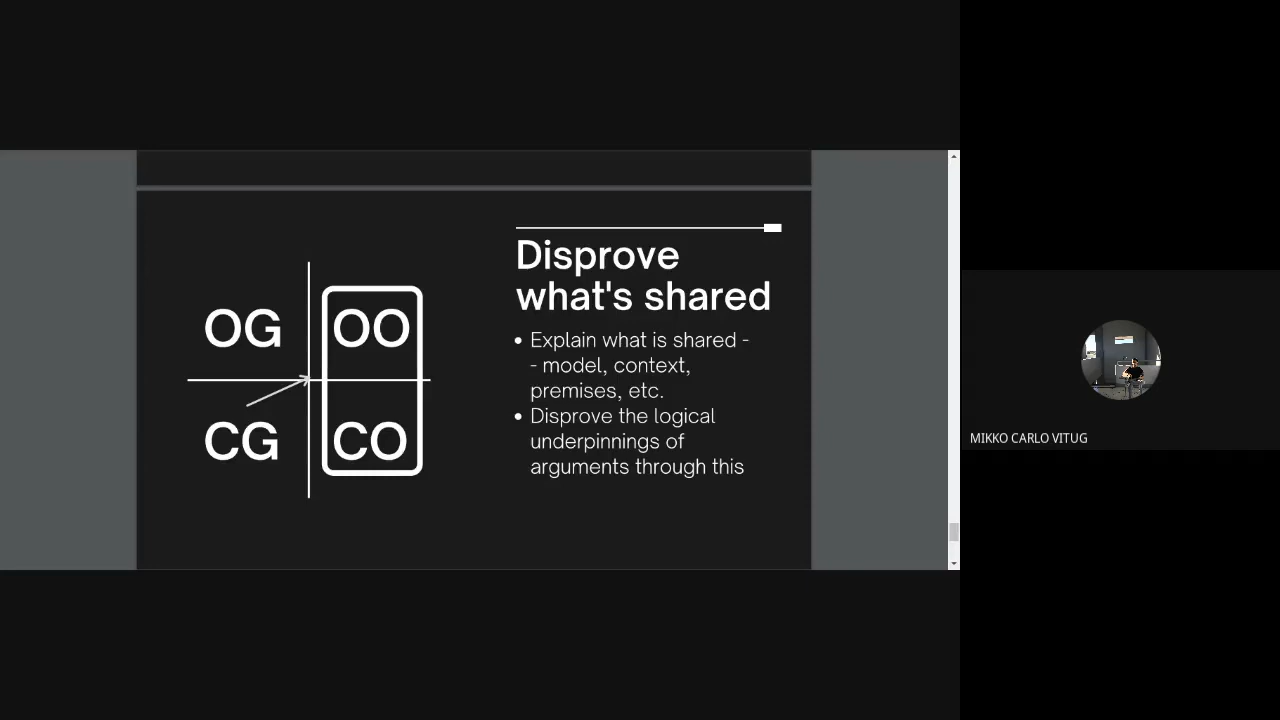 OG
OO
CG
CO
Disprove
what's shared
Explain what is shared -
- model, context,
premises, etc.
Disprove the logical
underpinnings of
arguments through this
MIKKO CARLO VITUG